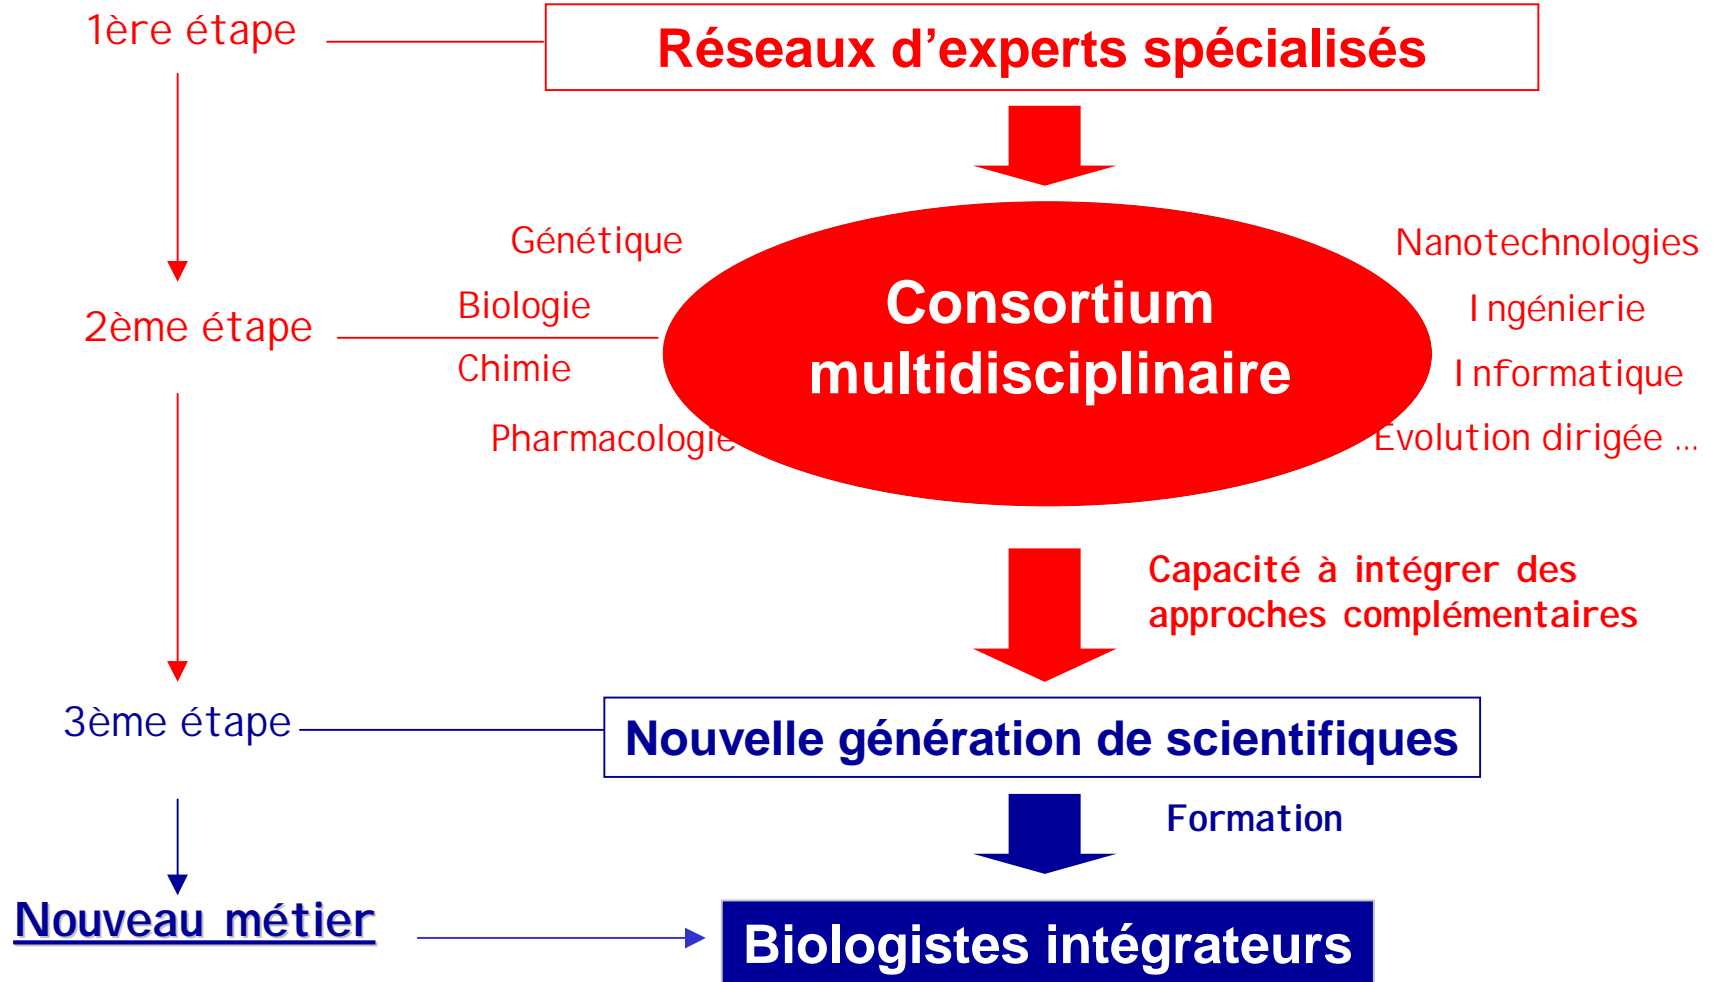 1ère étape
Réseaux d’experts spécialisés
Génétique
Nanotechnologies
Biologie
Ingénierie
2ème étape
Consortium
multidisciplinaire
Chimie
Informatique
Pharmacologie
Evolution dirigée ...
Capacité à intégrer des
approches complémentaires
3ème étape
Nouvelle génération de scientifiques
Formation
Nouveau métier
Biologistes intégrateurs